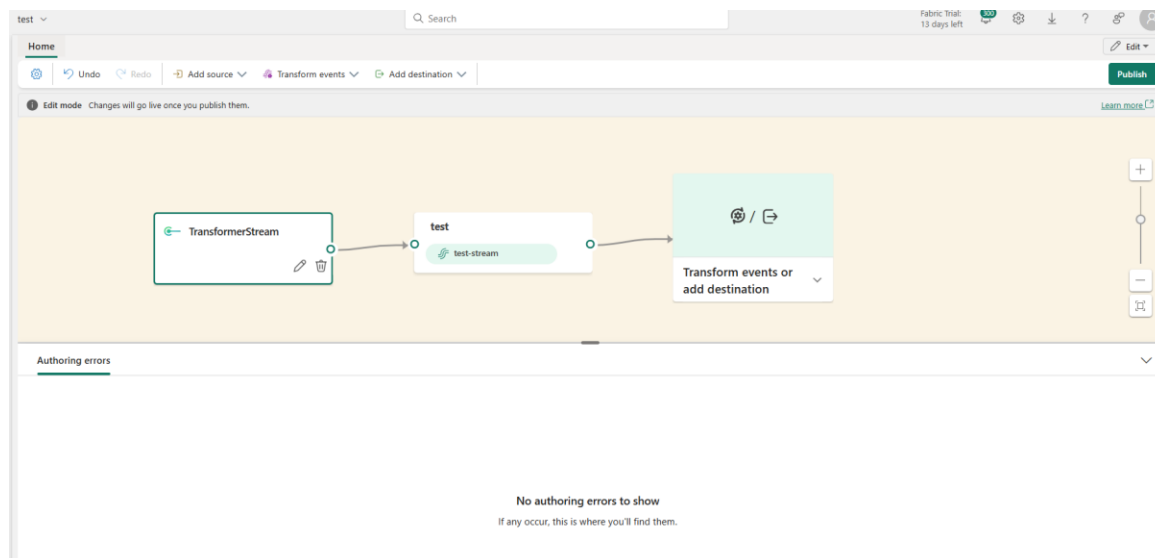 test
Search
Fabric Trial:
13 days left
300
?
Home
Edit
Undo
Redo
Add source
Transform events
Add destination
Publish
Edit mode Changes will go live once you publish them.
Learn more
TransformerStream
test
test-stream
/
Transform events or
add destination
Authoring errors
No authoring errors to show
If any occur, this is where you'll find them.